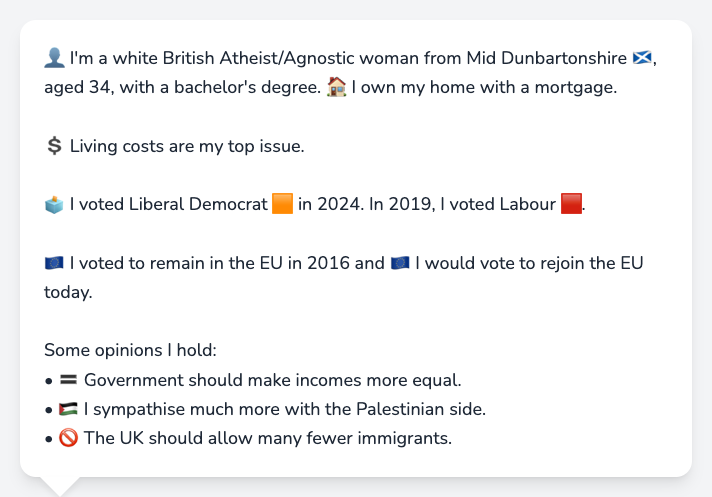 👤 I'm a white British Atheist/Agnostic woman from Mid Dunbartonshire 🏴󠁧󠁢󠁳󠁣󠁴󠁿,
aged 34, with a bachelor's degree. 🏠 I own my home with a mortgage.
💲 Living costs are my top issue.
🗳️ I voted Liberal Democrat 🟧 in 2024. In 2019, I voted Labour 🟥.
🇪🇺 I voted to remain in the EU in 2016 and 🇪🇺 I would vote to rejoin the EU
today.
Some opinions I hold:
• 🟰 Government should make incomes more equal.
• 🇵🇸 I sympathise much more with the Palestinian side.
• 🚫 The UK should allow many fewer immigrants.